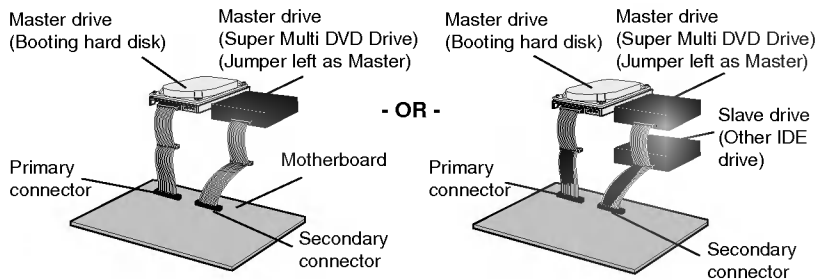 Master drive
(Booting hard disk)
Master drive
(Super Multi DVD Drive)
(Jumper left as Master)
Primary
connector
Motherboard
Secondary
connector
- OR -
Master drive
(Booting hard disk)
Master drive
(Super Multi DVD Drive)
(Jumper left as Master)
Slave drive
(Other IDE
drive)
Primary
connector
Secondary
connector